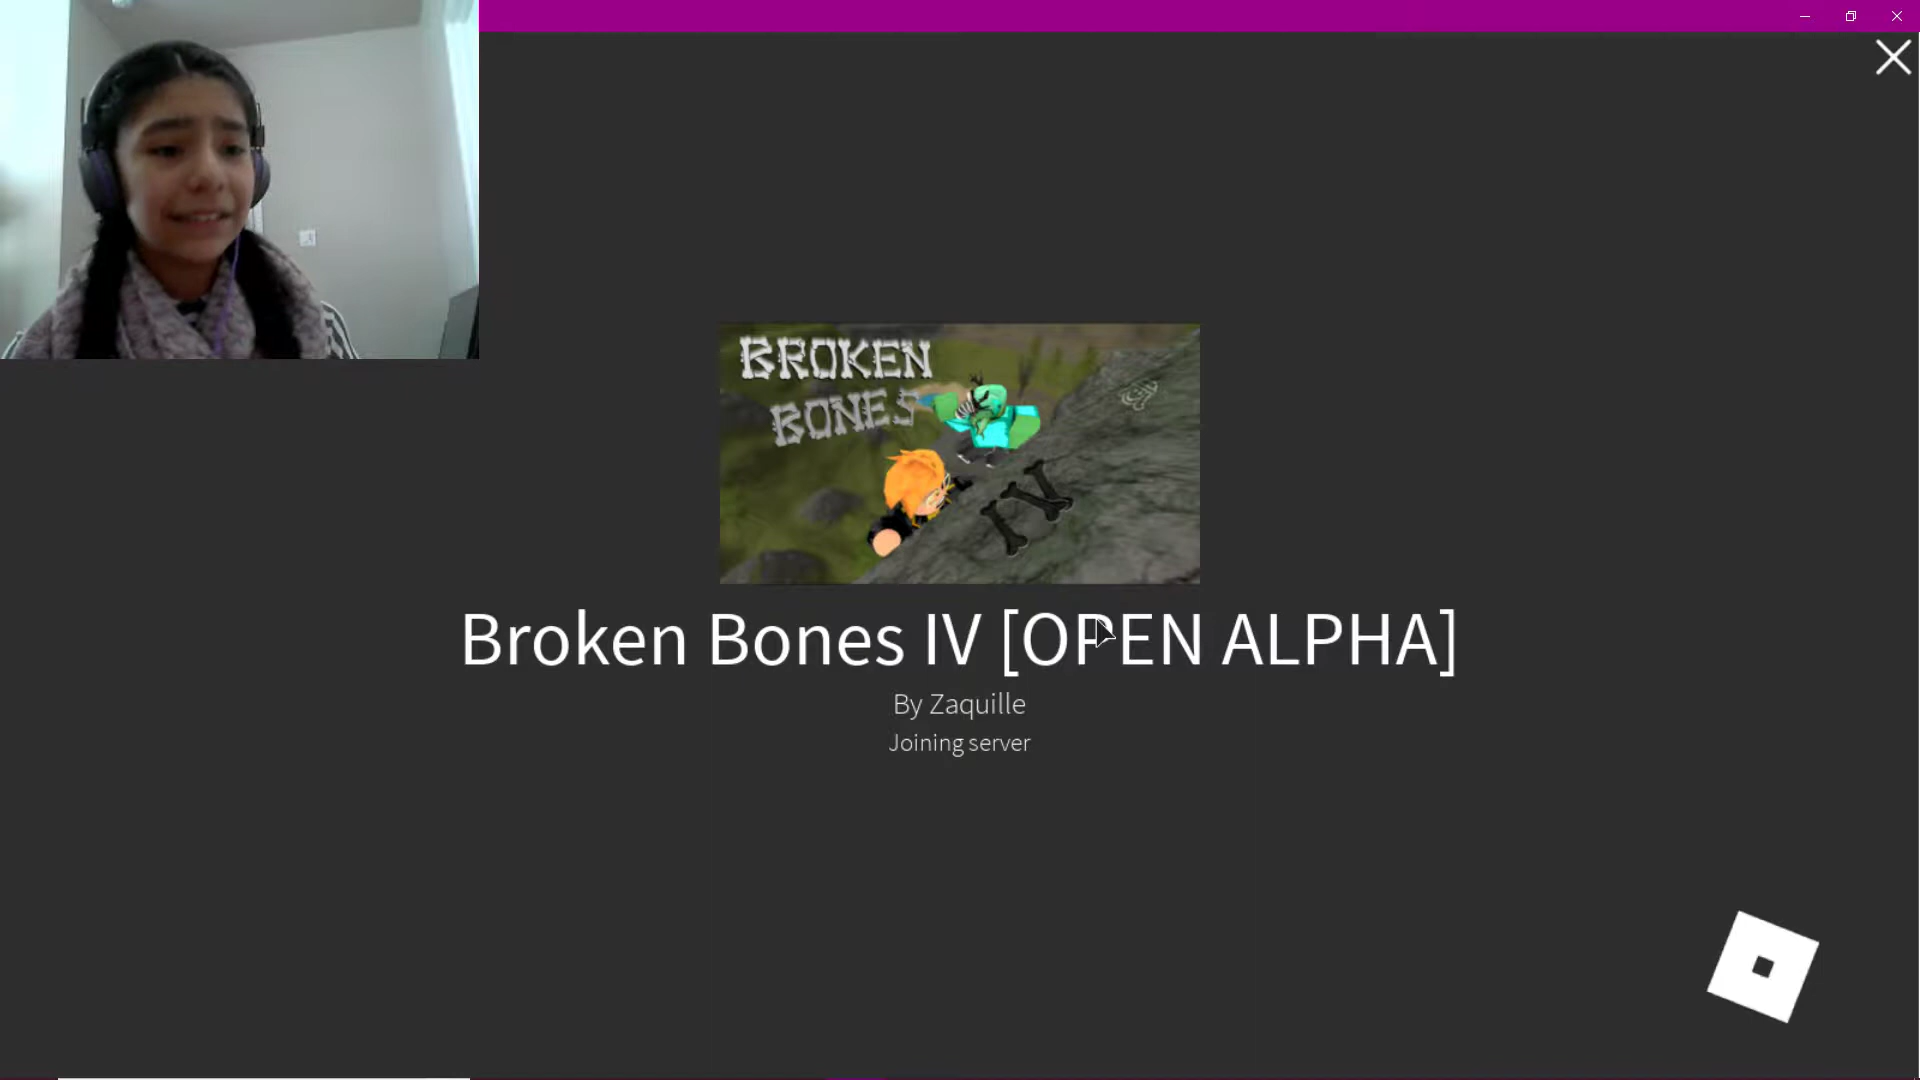 BROKEN
BONES
IV
Broken Bones IV [OPEN ALPHA]
By Zaquille
Joining server